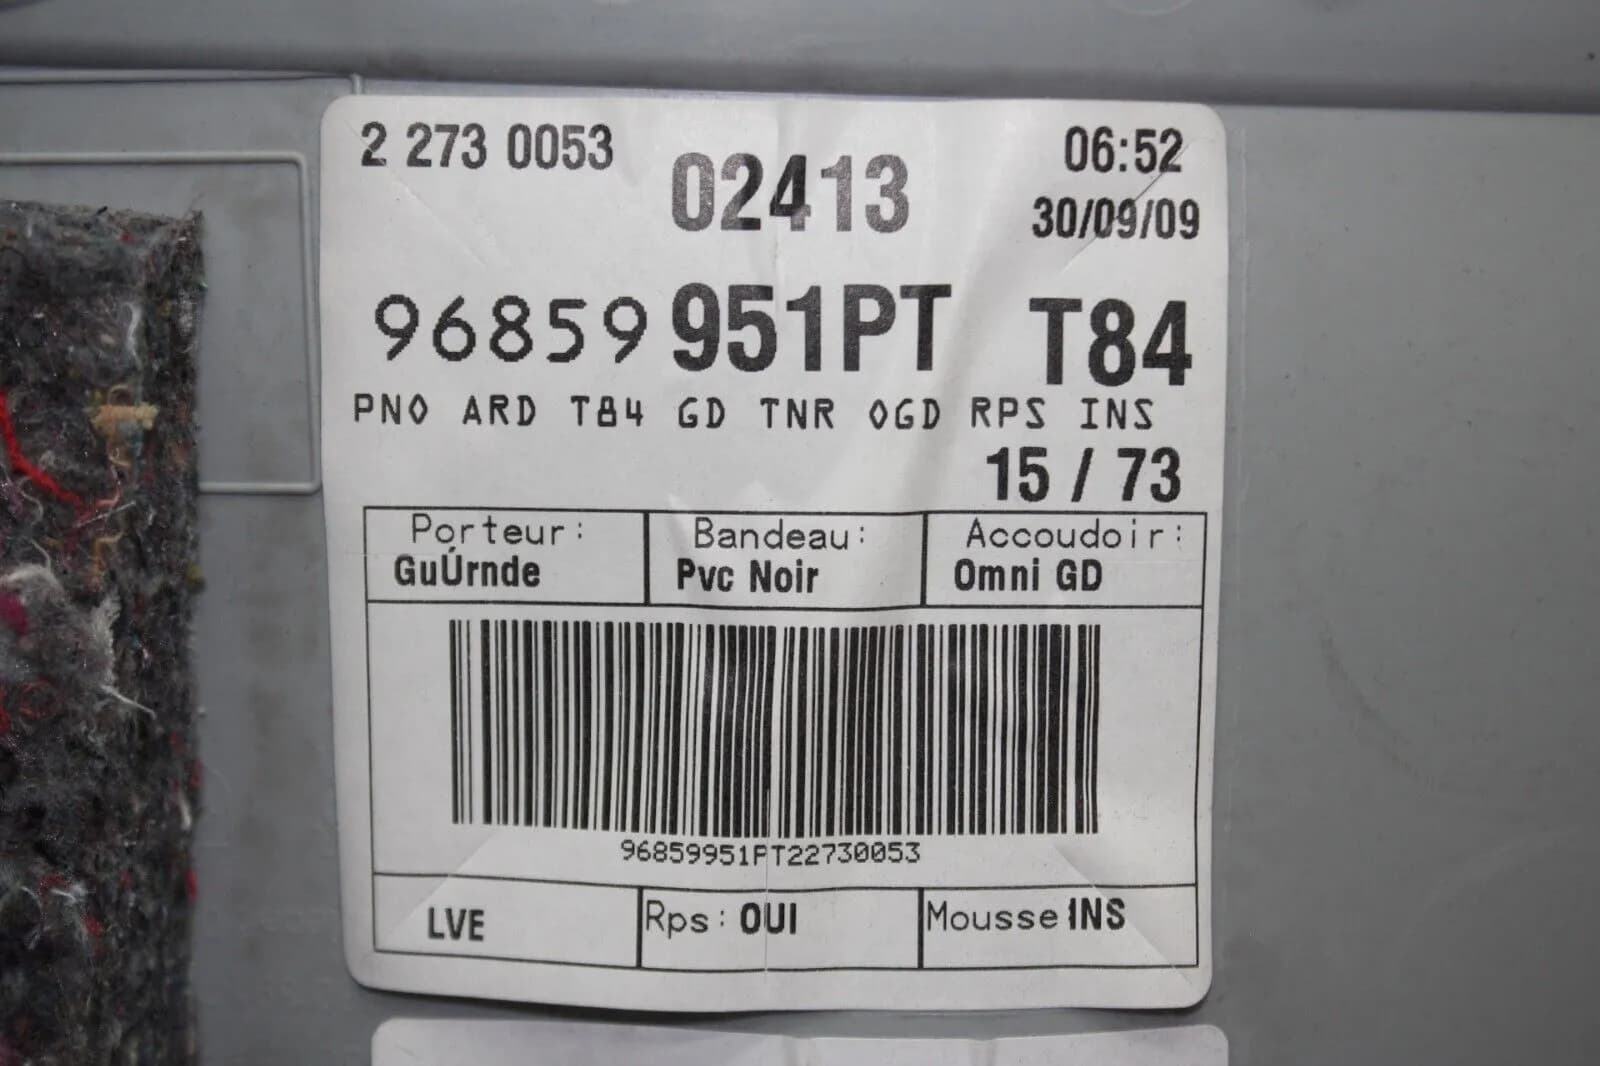 2 273 0053
02413
06:52
30/09/09
96859 951PT T84
PNO ARD T84 GD TNR OGD RPS INS
15 / 73
Porteur: Bandeau: Accoudoir:
GuÚrnde Pvc Noir Omni GD
96859951PT22730053
LVE Rps: OUI Mousse INS